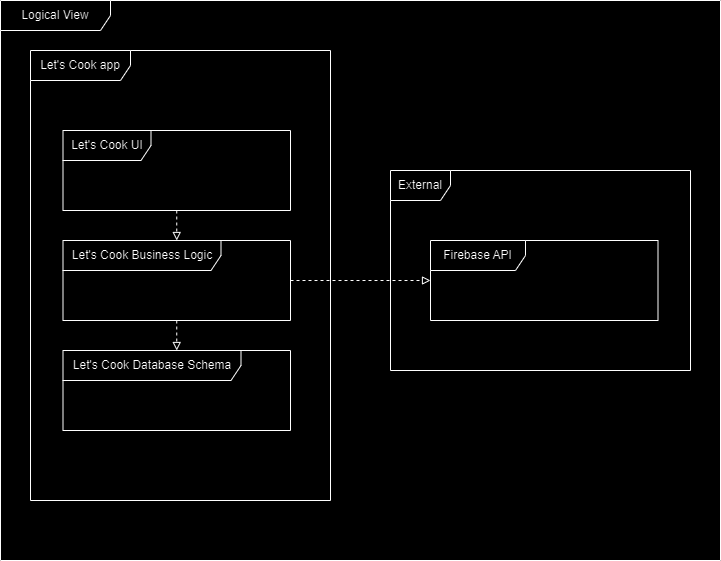 Logical View
Let's Cook app
Let's Cook UI
External
Let's Cook Business Logic
Firebase API
Let's Cook Database Schema